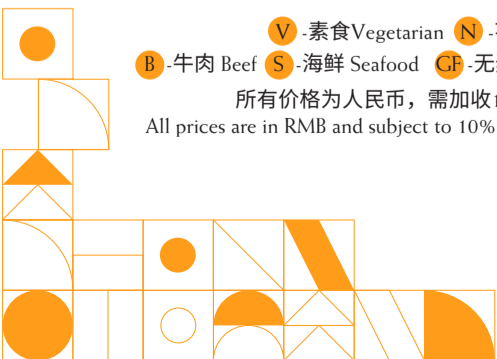 V -素食Vegetarian N -
B -牛肉 Beef S -海鲜 Seafood GF -
所有价格为人民币，需加收
All prices are in RMB and subject to 10%